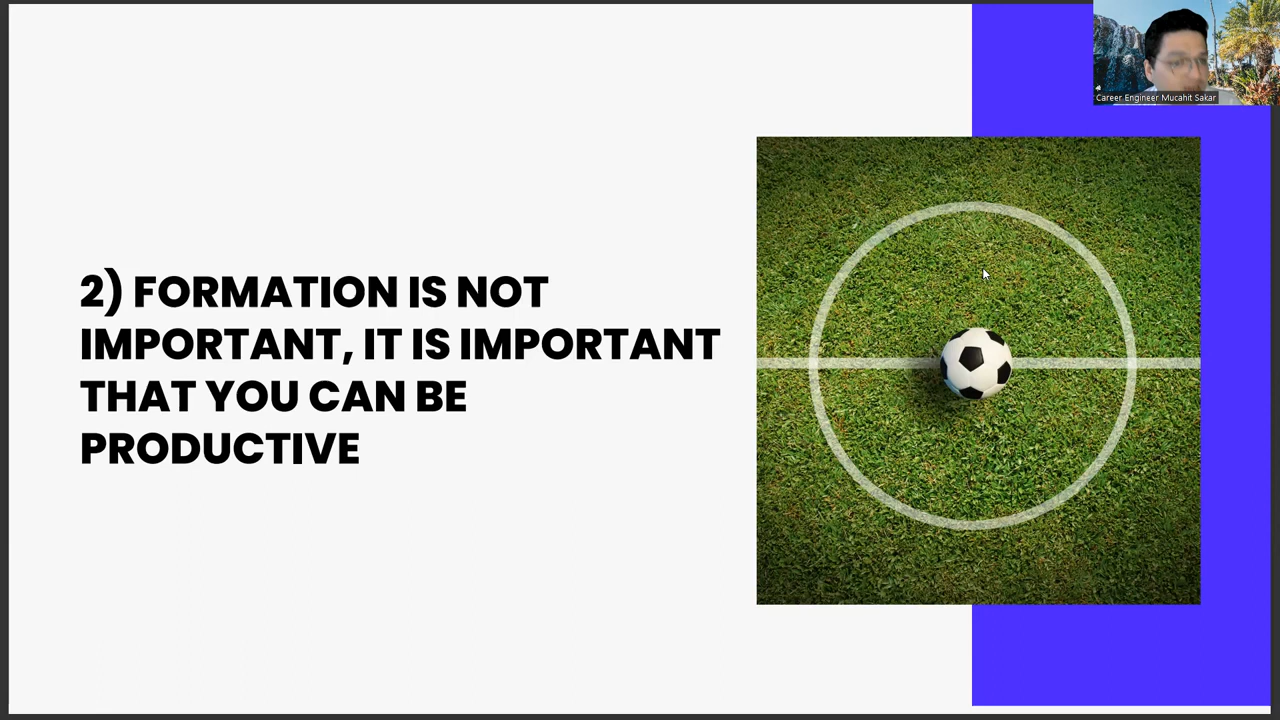 Career Engineer Mucahit Sakar
2) FORMATION IS NOT
IMPORTANT, IT IS IMPORTANT
THAT YOU CAN BE
PRODUCTIVE